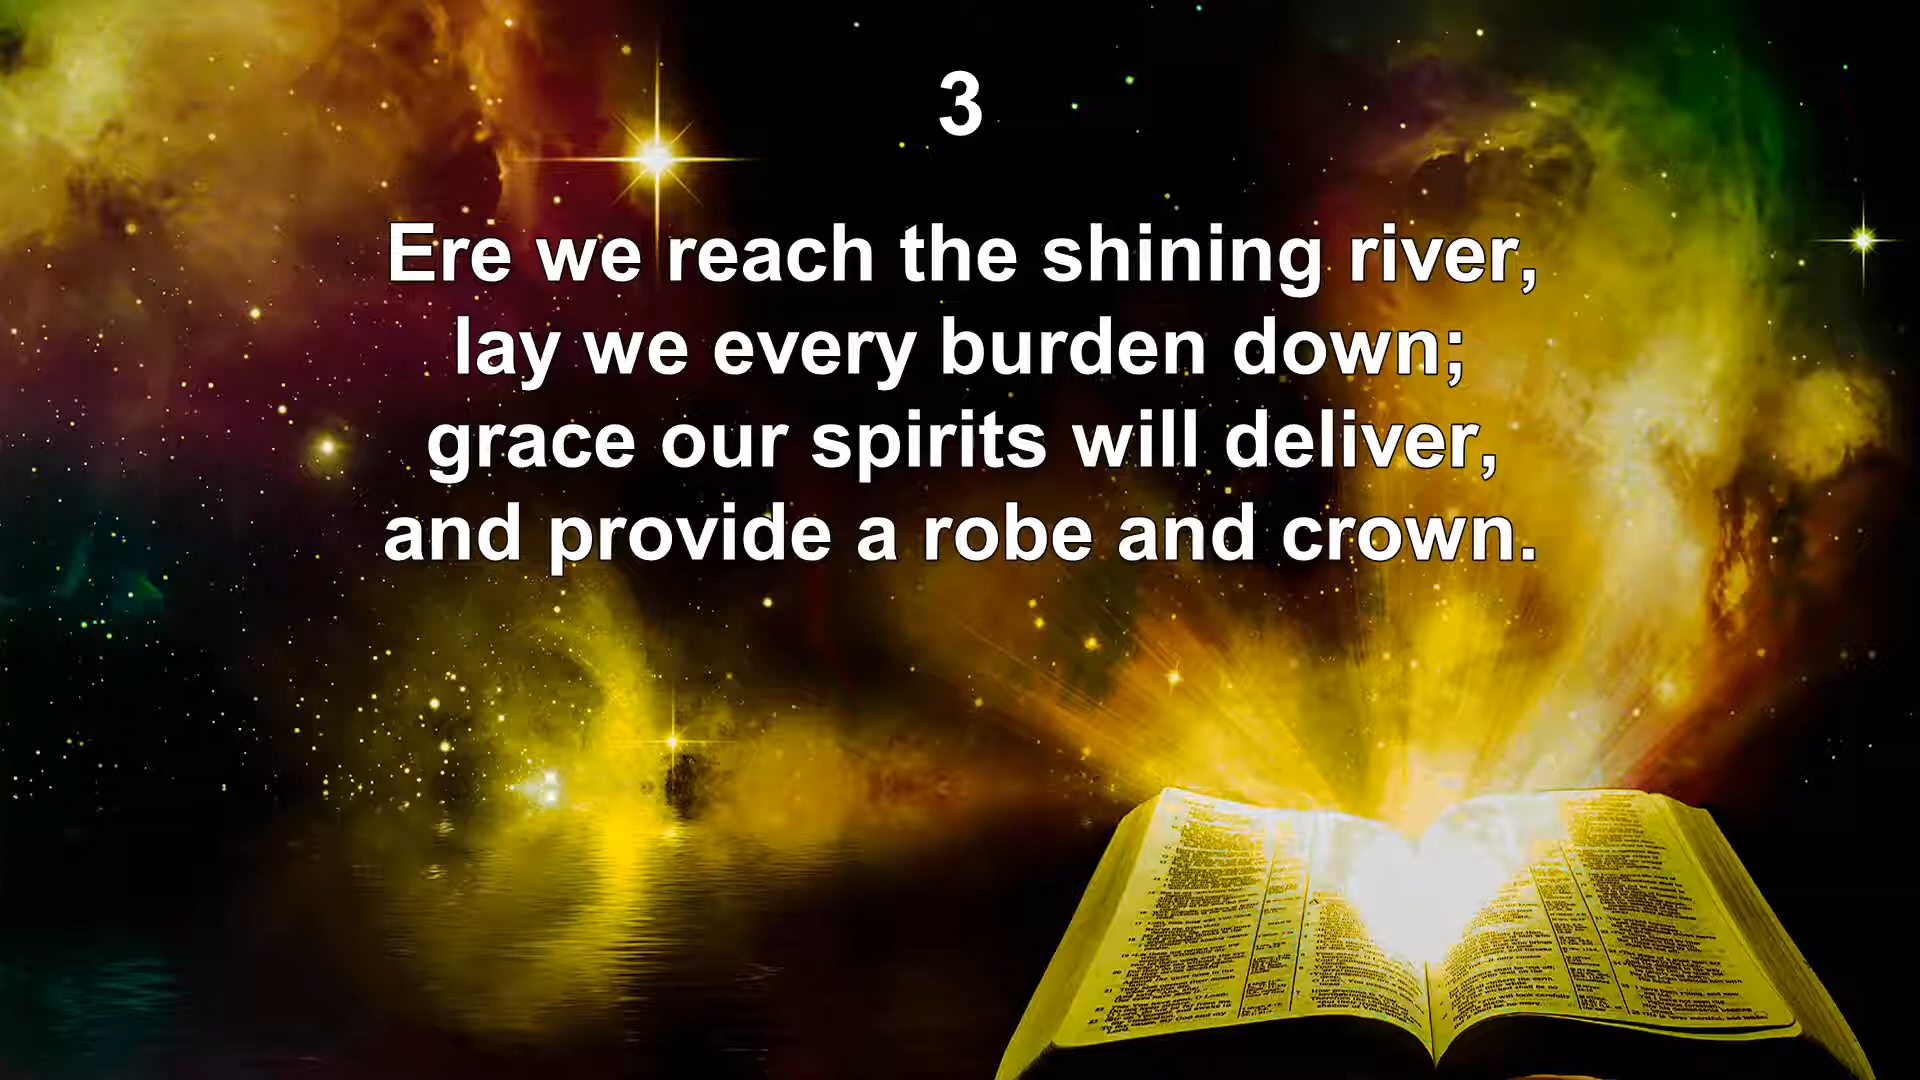 3
Ere we reach the shining river,
lay we every burden down;
grace our spirits will deliver,
and provide a robe and crown.